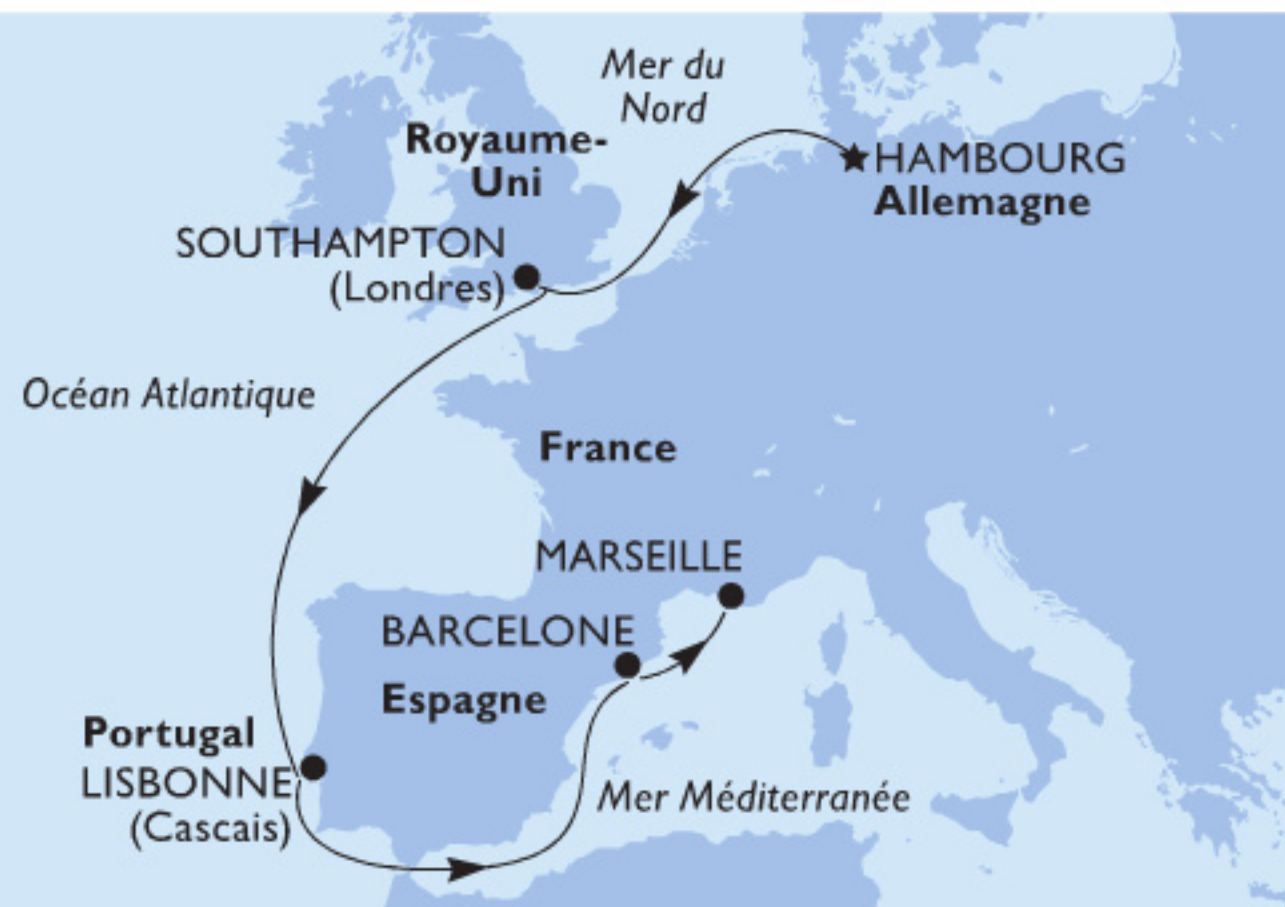 Mer du
Nord
Royaume-
Uni
HAMBOURG
Allemagne
SOUTHAMPTON
(Londres)
Océan Atlantique
France
MARSEILLE
BARCELONE
Espagne
Portugal
LISBONNE
(Cascais)
Mer Méditerranée